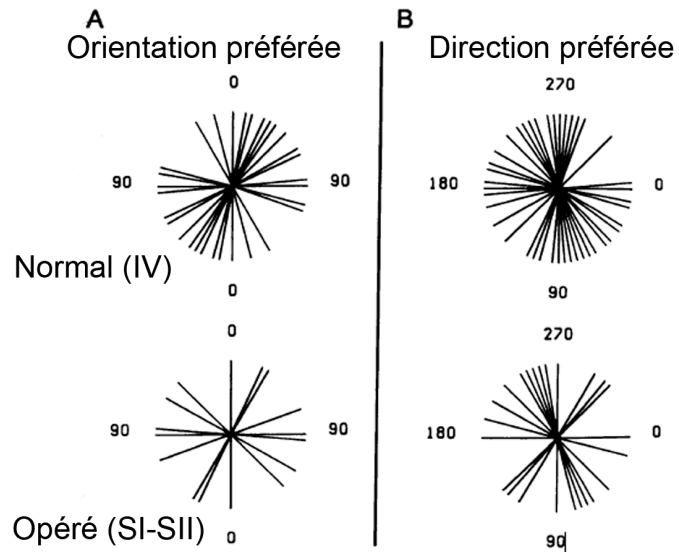 A
B
Orientation préférée
Direction préférée
0
270
90
90
180
0
Normal (IV)
0
90
0
270
90
90
180
0
Opéré (SI-SII)
0
90